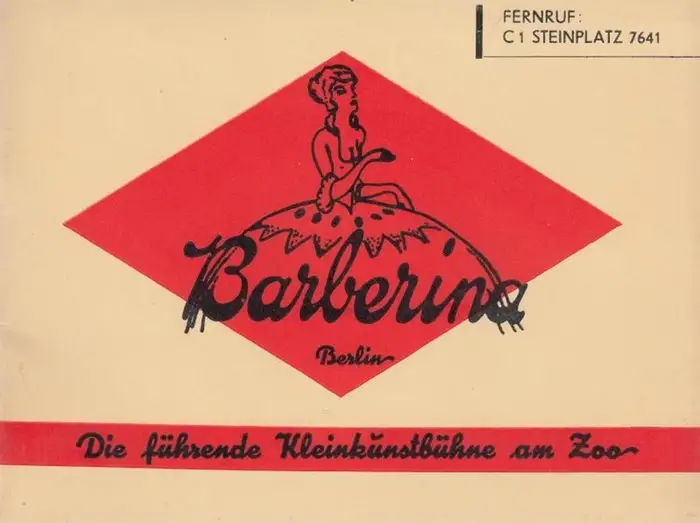 FERNRUF:
C 1 STEINPLATZ 7641
Barberina
Berlin
Die führende Kleinkunstbühne am Zoo